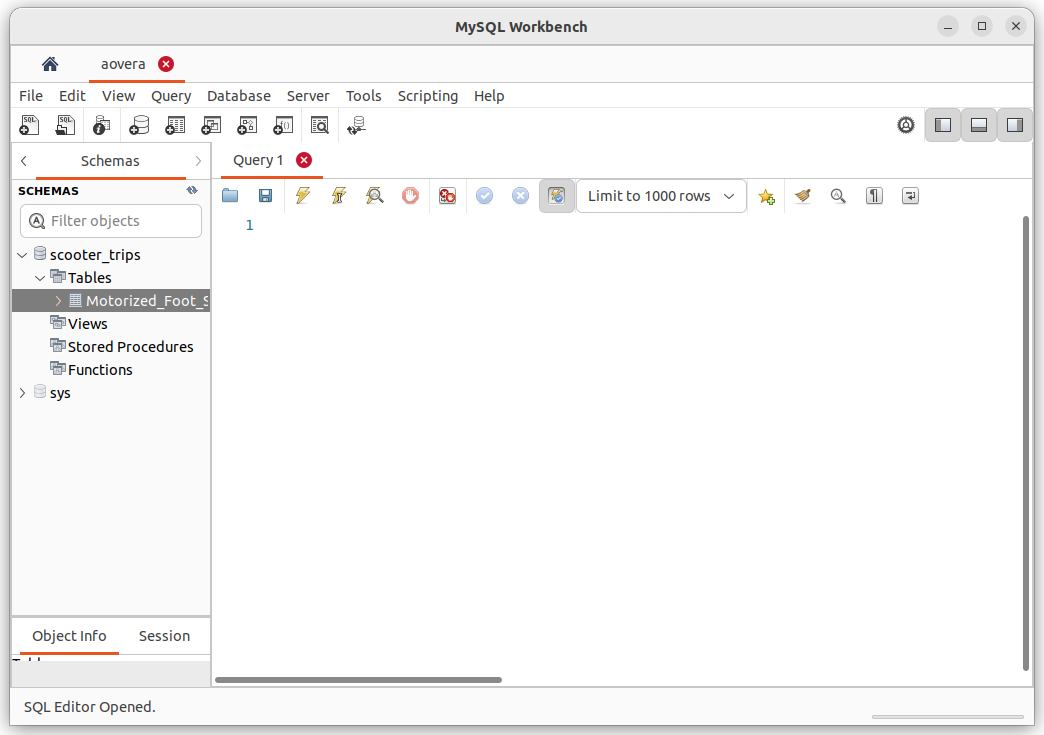 MySQL Workbench
aovera
File Edit View Query Database Server Tools Scripting Help
Schemas
Query 1
SCHEMAS
Limit to 1000 rows
Filter objects
1
scooter_trips
Tables
Motorized_Foot_S
Views
Stored Procedures
Functions
sys
Object Info Session
SQL Editor Opened.